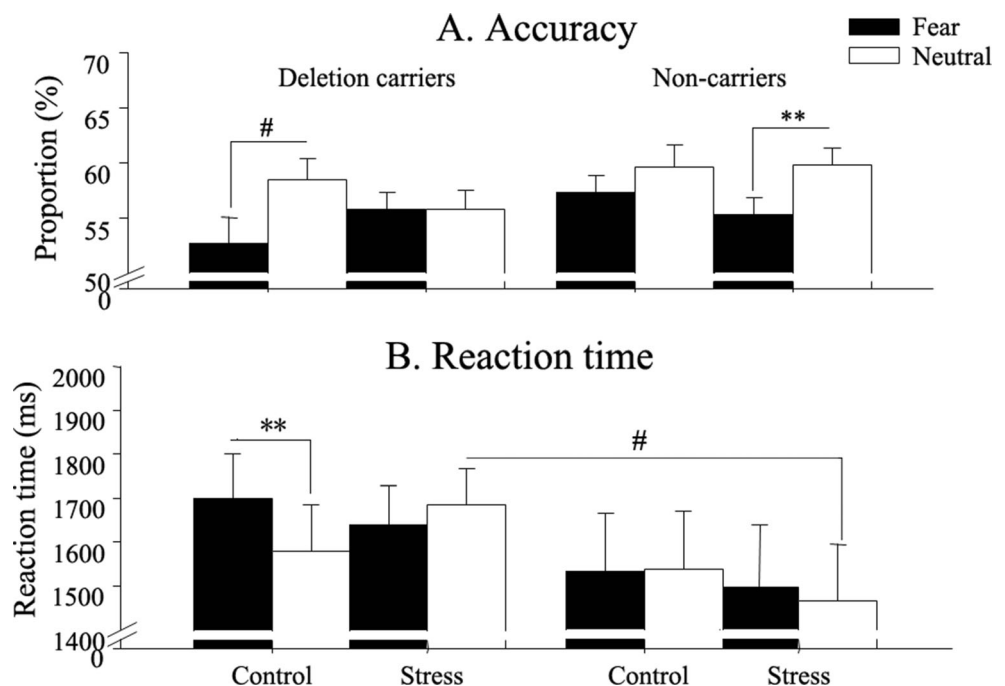 A. Accuracy
Fear
Neutral
Deletion carriers
Non-carriers
Proportion (%)
70
65
60
55
50
0
#
**
B. Reaction time
Reaction time (ms)
2000
1900
1800
1700
1600
1500
1400
0
**
#
Control
Stress
Control
Stress